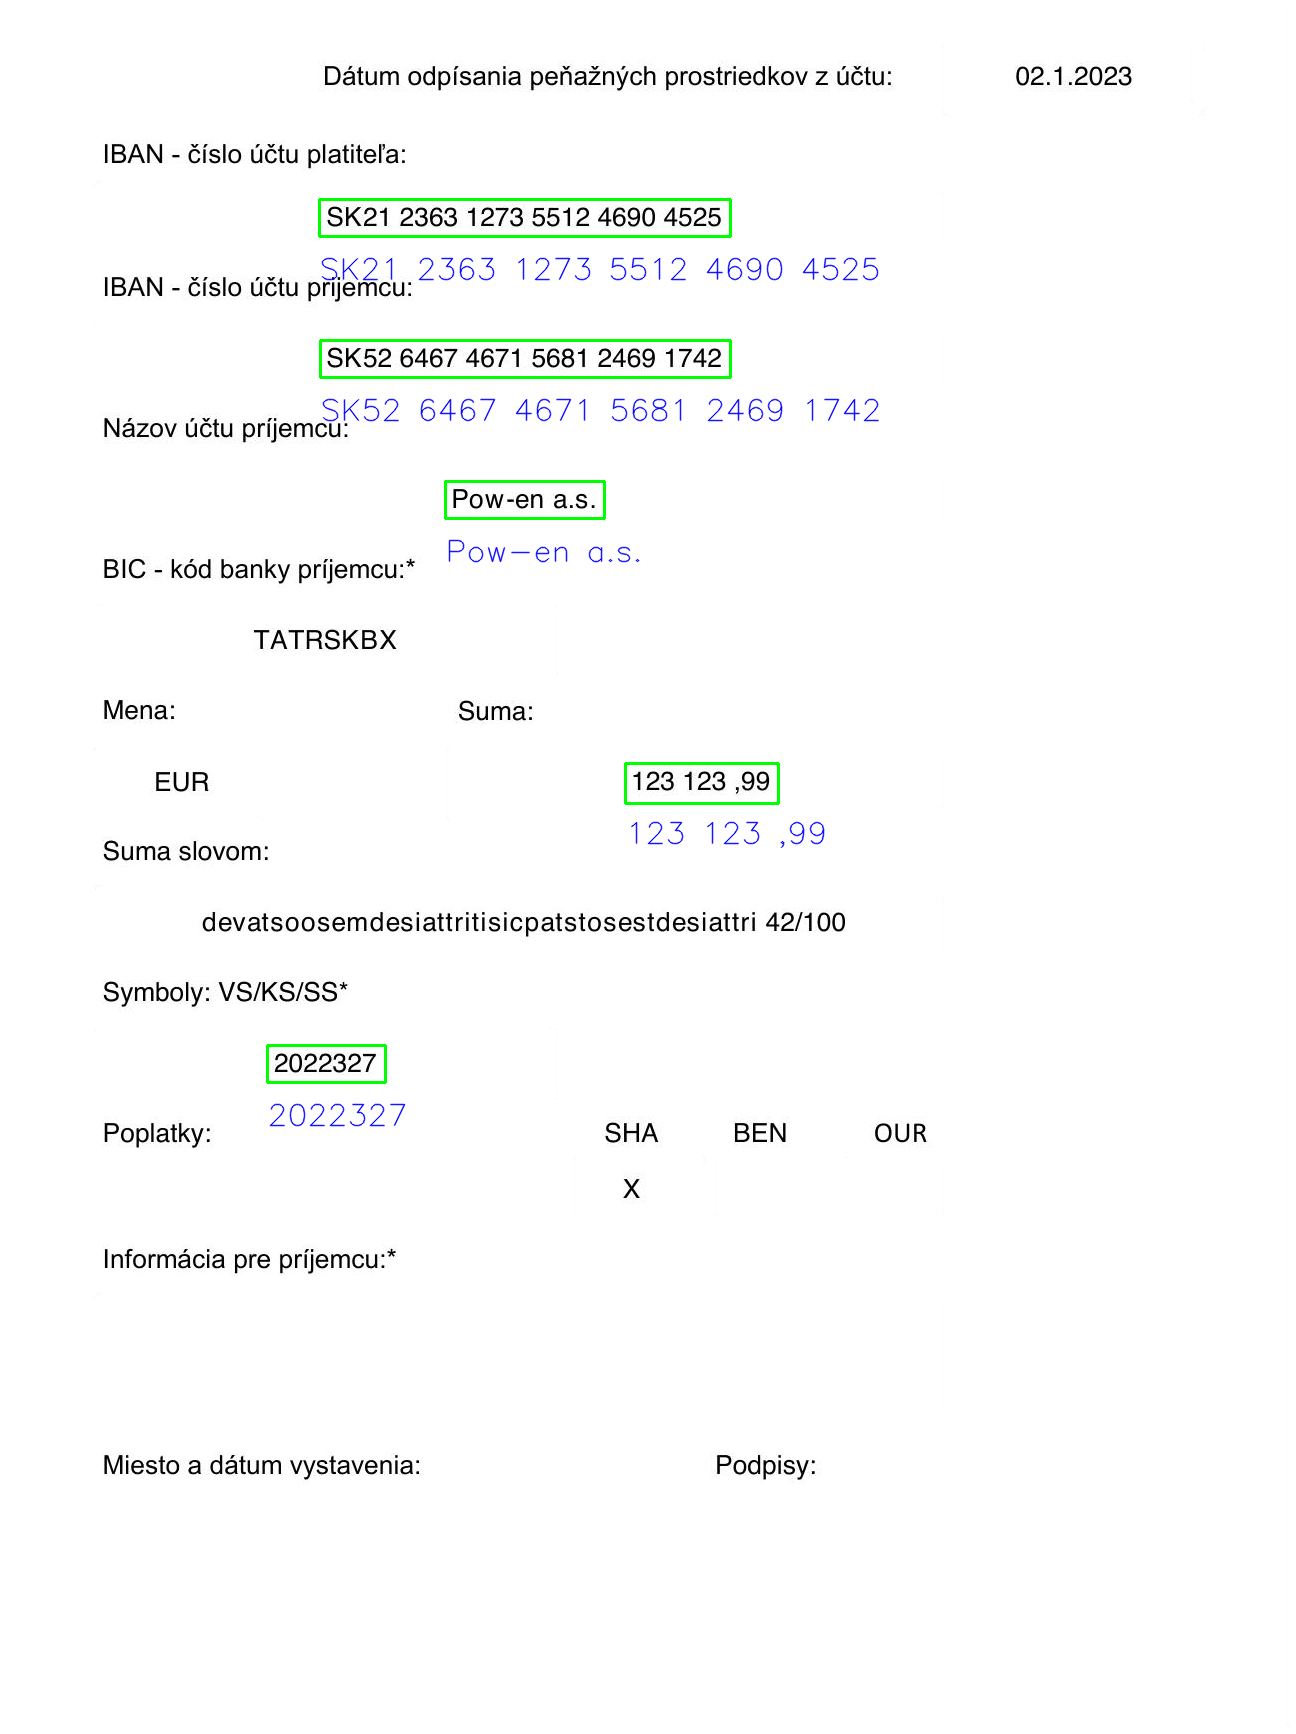 Dátum odpísania peňažných prostriedkov z účtu: 02.1.2023
IBAN - číslo účtu platiteľa:
SK21 2363 1273 5512 4690 4525
SK21 2363 1273 5512 4690 4525
IBAN - číslo účtu príjemcu:
SK52 6467 4671 5681 2469 1742
SK52 6467 4671 5681 2469 1742
Názov účtu príjemcu:
Pow-en a.s.
Pow-en a.s.
BIC - kód banky príjemcu:*
TATRSKBX
Mena: Suma:
EUR 123 123 ,99
123 123 ,99
Suma slovom:
devatsoosemdesiattritisicpatstosestdesiattri 42/100
Symboly: VS/KS/SS*
2022327
2022327
Poplatky: SHA BEN OUR
X
Informácia pre príjemcu:*
Miesto a dátum vystavenia: Podpisy: